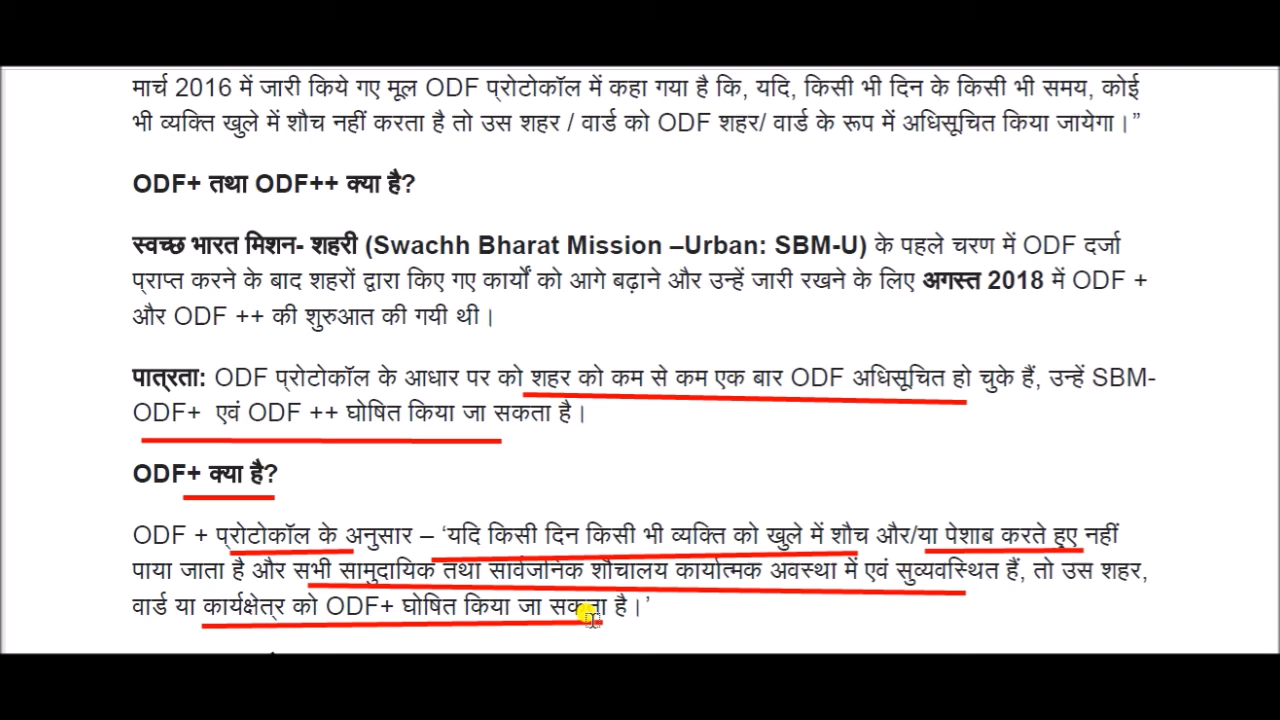 मार्च 2016 में जारी किये गए मूल ODF प्रोटोकॉल में कहा गया है कि, यदि, किसी भी दिन के किसी भी समय, कोई
भी व्यक्ति खुले में शौच नहीं करता है तो उस शहर / वार्ड को ODF शहर/ वार्ड के रूप में अधिसूचित किया जायेगा।”
ODF+ तथा ODF++ क्या है?
स्वच्छ भारत मिशन- शहरी (Swachh Bharat Mission –Urban: SBM-U) के पहले चरण में ODF दर्जा
प्राप्त करने के बाद शहरों द्वारा किए गए कार्यों को आगे बढ़ाने और उन्हें जारी रखने के लिए अगस्त 2018 में ODF +
और ODF ++ की शुरुआत की गयी थी।
पात्रता: ODF प्रोटोकॉल के आधार पर को शहर को कम से कम एक बार ODF अधिसूचित हो चुके हैं, उन्हें SBM-
ODF+ एवं ODF ++ घोषित किया जा सकता है।
ODF+ क्या है?
ODF + प्रोटोकॉल के अनुसार – ‘यदि किसी दिन किसी भी व्यक्ति को खुले में शौच और/या पेशाब करते हुए नहीं
पाया जाता है और सभी सामुदायिक तथा सार्वजनिक शौचालय कार्यात्मक अवस्था में एवं सुव्यवस्थित हैं, तो उस शहर,
वार्ड या कार्यक्षेत्र को ODF+ घोषित किया जा सकता है।’